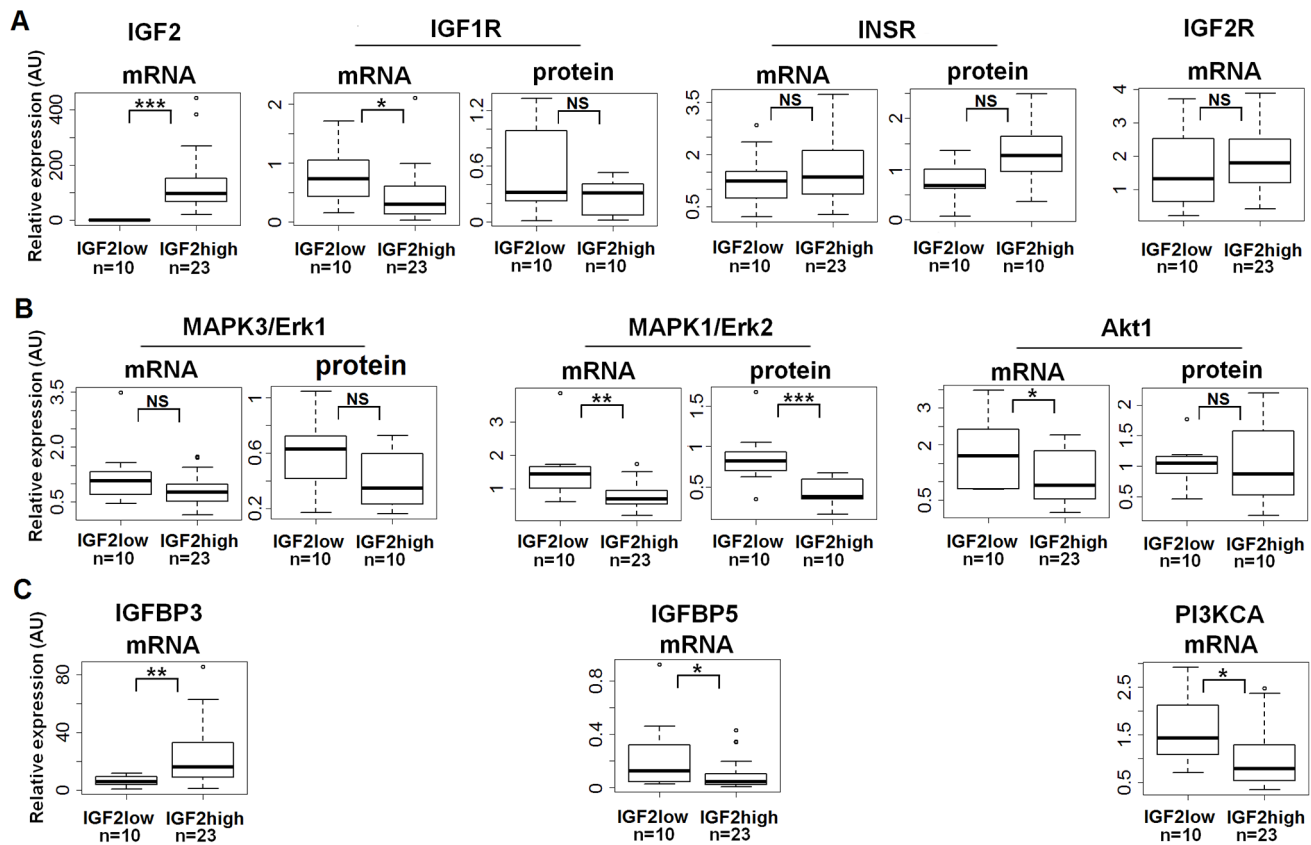 A
IGF2
IGF1R
INSR
IGF2R
mRNA
mRNA
protein
mRNA
protein
mRNA
Relative expression (AU)
400
200
0
***
2
1
0
*
1.2
0.6
0
NS
3.5
2
1.5
0.5
NS
2
1
0
NS
4
3
2
1
NS
IGF2low
n=10
IGF2high
n=23
IGF2low
n=10
IGF2high
n=23
IGF2low
n=10
IGF2high
n=10
IGF2low
n=10
IGF2high
n=23
IGF2low
n=10
IGF2high
n=10
IGF2low
n=10
IGF2high
n=23
B
MAPK3/Erk1
MAPK1/Erk2
Akt1
mRNA
protein
mRNA
protein
mRNA
protein
Relative expression (AU)
3.5
2.0
0.5
NS
1
0.6
0.2
NS
3
2
1
**
1.5
1
0.5
***
3
2
0.5
*
2
1.5
1
0.5
NS
IGF2low
n=10
IGF2high
n=23
IGF2low
n=10
IGF2high
n=10
IGF2low
n=10
IGF2high
n=23
IGF2low
n=10
IGF2high
n=10
IGF2low
n=10
IGF2high
n=23
IGF2low
n=10
IGF2high
n=10
C
IGFBP3
mRNA
IGFBP5
mRNA
PI3KCA
mRNA
Relative expression (AU)
80
40
0
**
0.8
0.4
0
*
2.5
1.5
0.5
*
IGF2low
n=10
IGF2high
n=23
IGF2low
n=10
IGF2high
n=23
IGF2low
n=10
IGF2high
n=23